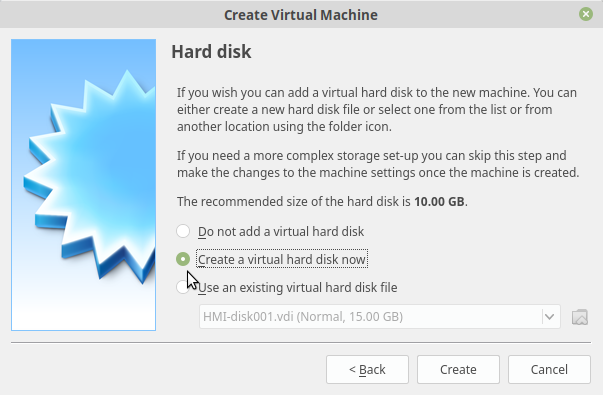 Create Virtual Machine
Hard disk
If you wish you can add a virtual hard disk to the new machine. You can
either create a new hard disk file or select one from the list or from
another location using the folder icon.
If you need a more complex storage set-up you can skip this step and
make the changes to the machine settings once the machine is created.
The recommended size of the hard disk is 10.00 GB.
Do not add a virtual hard disk
Create a virtual hard disk now
Use an existing virtual hard disk file
HMI-disk001.vdi (Normal, 15.00 GB)
< Back
Create
Cancel